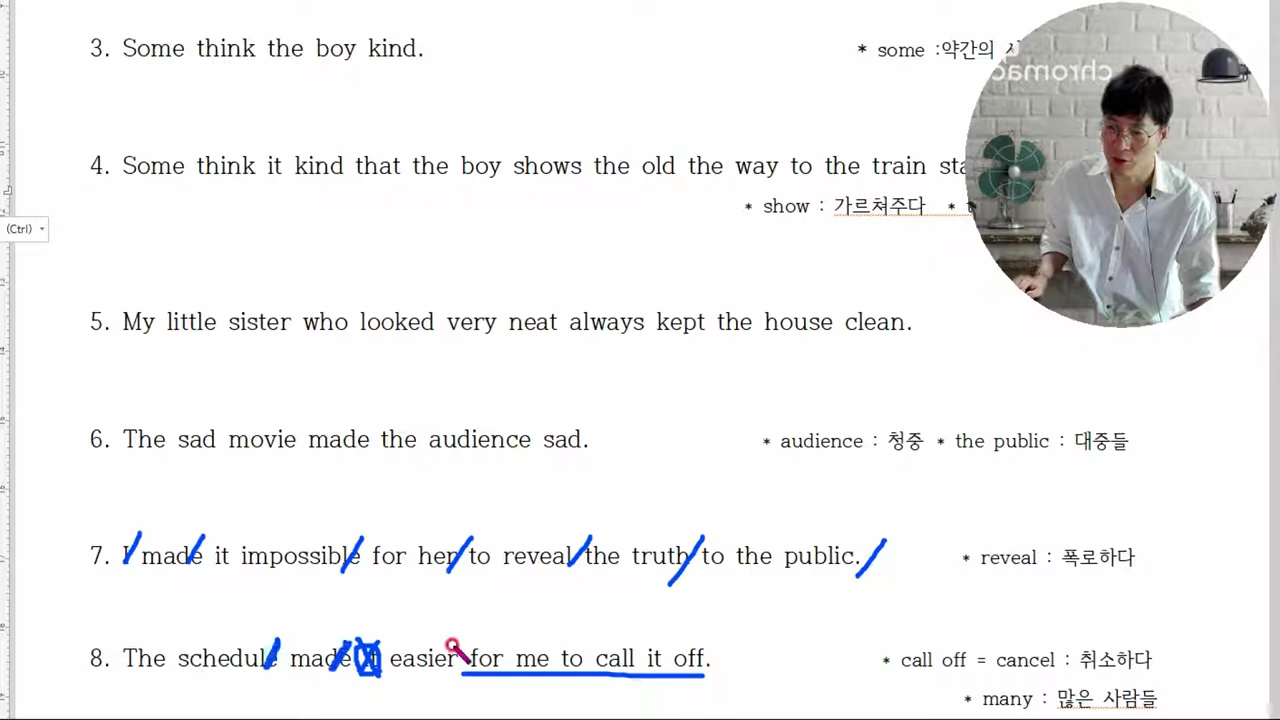 3. Some think the boy kind. * some :약간의
chromac
4. Some think it kind that the boy shows the old the way to the train sta
* show : 가르쳐주다 *
(Ctrl)
5. My little sister who looked very neat always kept the house clean.
6. The sad movie made the audience sad. * audience : 청중 * the public : 대중들
7. I made it impossible for her to reveal the truth to the public. * reveal : 폭로하다
8. The schedule made it easier for me to call it off. * call off = cancel : 취소하다
* many : 많은 사람들